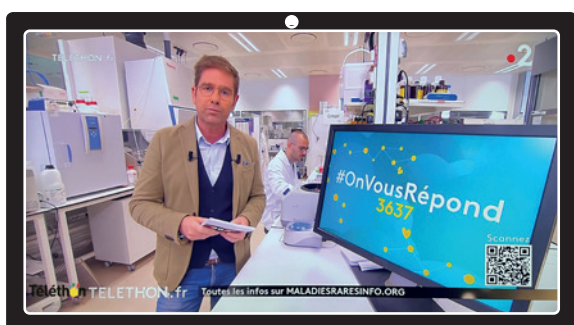 TELETHON.fr
2
#OnVousRépond
3637
Scannez
Téléthon TELETHON.fr Toutes les infos sur MALADIESRARESINFO.ORG